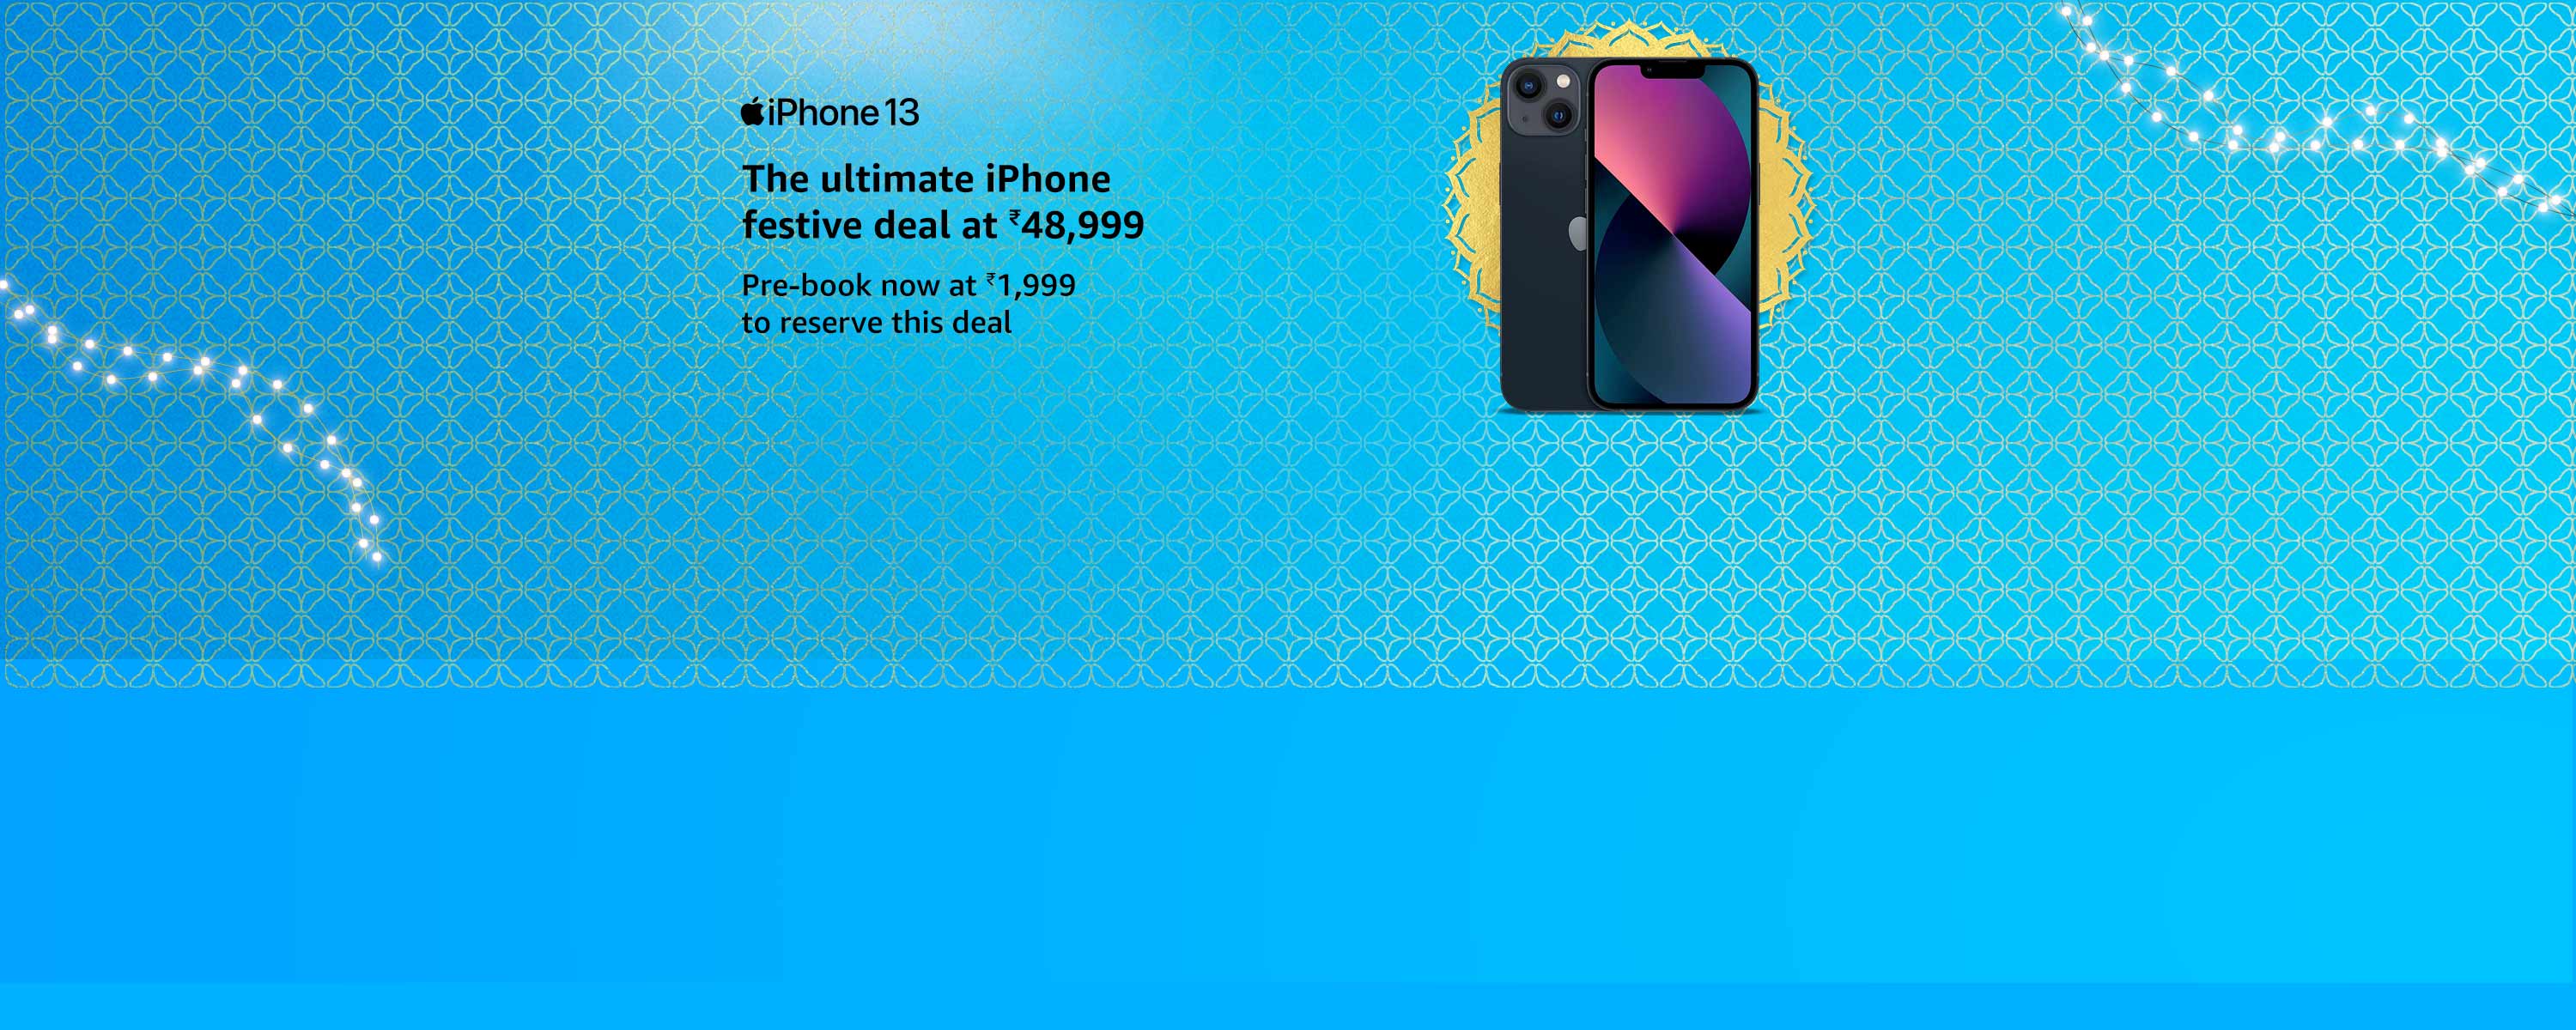 iPhone 13
The ultimate iPhone
festive deal at ₹48,999
Pre-book now at ₹1,999
to reserve this deal